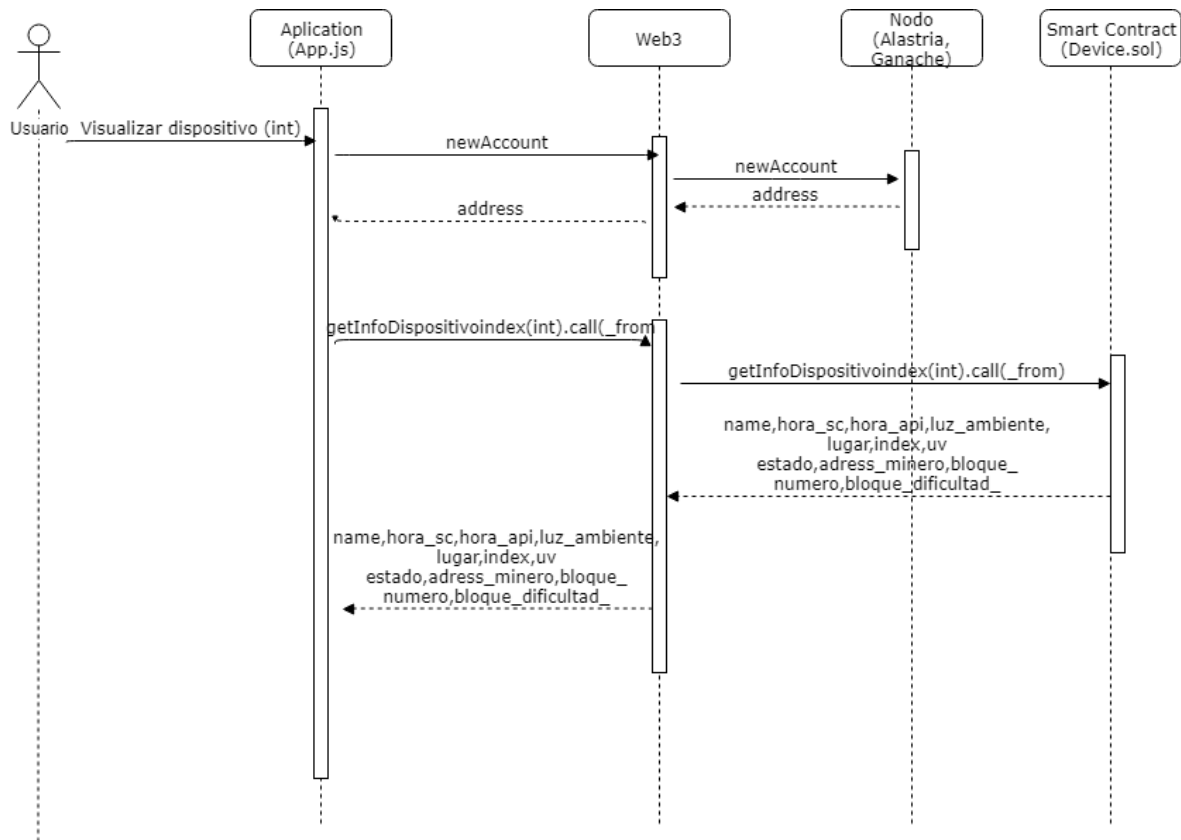 Aplication
(App.js)
Web3
Nodo
(Alastria,
Ganache)
Smart Contract
(Device.sol)
Usuario
Visualizar dispositivo (int)
newAccount
newAccount
address
address
getInfoDispositivoindex(int).call(_from
getInfoDispositivoindex(int).call(_from)
name,hora_sc,hora_api,luz_ambiente,
lugar,index,uv
estado,adress_minero,bloque_
numero,bloque_dificultad_
name,hora_sc,hora_api,luz_ambiente,
lugar,index,uv
estado,adress_minero,bloque_
numero,bloque_dificultad_